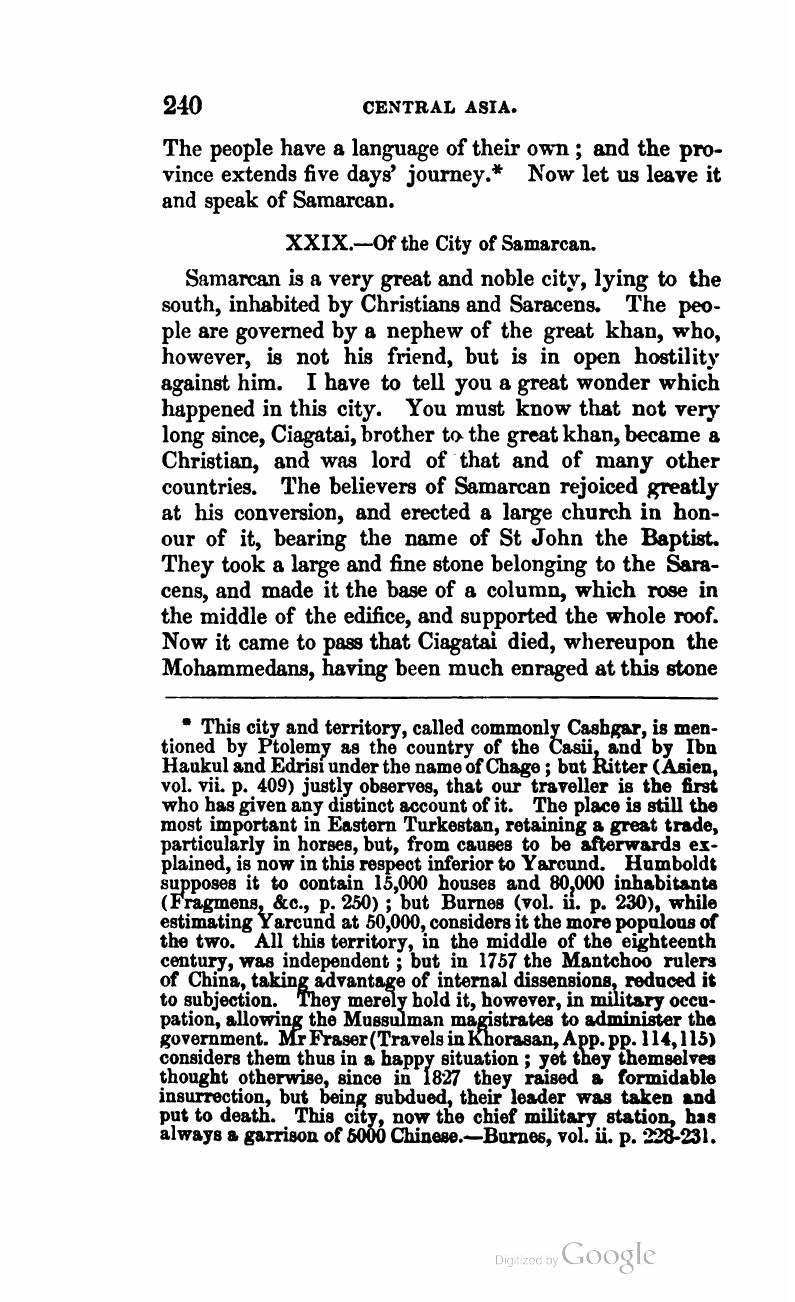 240 CENTRAL ASIA.
The people have a language of their own ; and the pro-
vince extends five days' journey.* Now let us leave it
and speak of Samarcan.
XXIX.—Of the City of Samarcan.
Samarcan is a very great and noble city, lying to the
south, inhabited by Christians and Saracens. The peo-
ple are governed by a nephew of the great khan, who,
however, is not his friend, but is in open hostility
against him. I have to tell you a great wonder which
happened in this city. You must know that not very
long since, Ciagatai, brother to the great khan, became a
Christian, and was lord of that and of many other
countries. The believers of Samarcan rejoiced greatly
at his conversion, and erected a large church in hon-
our of it, bearing the name of St John the Baptist.
They took a large and fine stone belonging to the Sara-
cens, and made it the base of a column, which rose in
the middle of the edifice, and supported the whole roof.
Now it came to pass that Ciagatai died, whereupon the
Mohammedans, having been much enraged at this stone
* This city and territory, called commonly Cashgar, is men-
tioned by Ptolemy as the country of the Casii, and by Ibn
Haukul and Edrisi under the name of Chage ; but Ritter (Asien,
vol. vii. p. 409) justly observes, that our traveller is the first
who has given any distinct account of it. The place is still the
most important in Eastern Turkestan, retaining a great trade,
particularly in horses, but, from causes to be afterwards ex-
plained, is now in this respect inferior to Yarcund. Humboldt
supposes it to contain 15,000 houses and 80,000 inhabitants
(Fragmens, &c., p. 250) ; but Burnes (vol. ii. p. 230), while
estimating Yarcund at 50,000, considers it the more populous of
the two. All this territory, in the middle of the eighteenth
century, was independent ; but in 1757 the Mantchoo rulers
of China, taking advantage of internal dissensions, reduced it
to subjection. They merely hold it, however, in military occu-
pation, allowing the Mussulman magistrates to administer the
government. Mr Fraser (Travels in Khorasan, App. pp. 114, 115)
considers them thus in a happy situation ; yet they themselves
thought otherwise, since in 1827 they raised a formidable
insurrection, but being subdued, their leader was taken and
put to death. This city, now the chief military station, has
always a garrison of 5000 Chinese.—Burnes, vol. ii. p. 228-231.
Digitized by Google